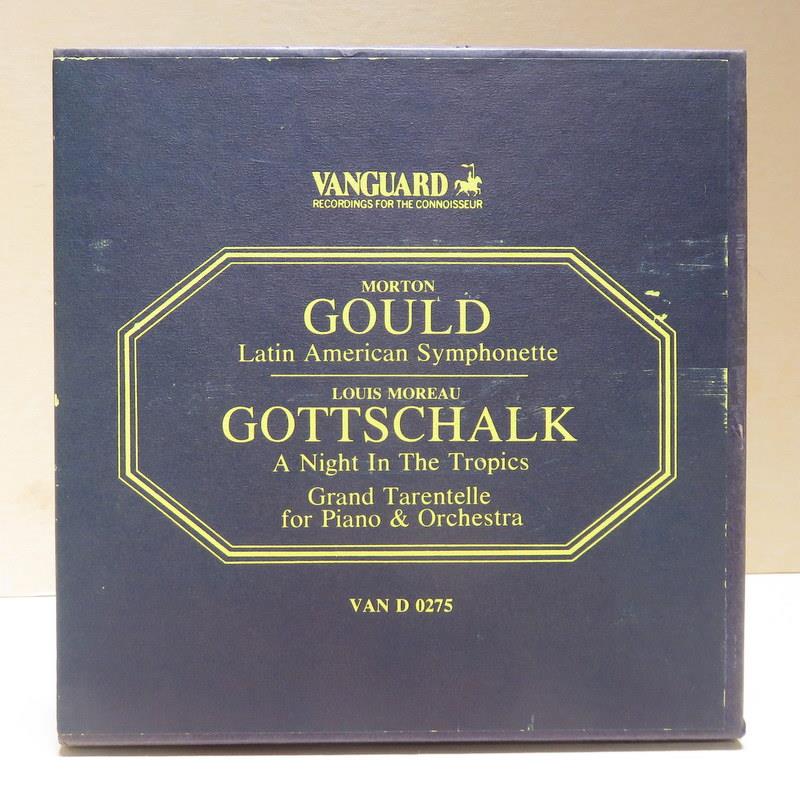 VANGUARD
RECORDINGS FOR THE CONNOISSEUR
MORTON
GOULD
Latin American Symphonette
LOUIS MOREAU
GOTTSCHALK
A Night In The Tropics
Grand Tarentelle
for Piano & Orchestra
VAN D 0275